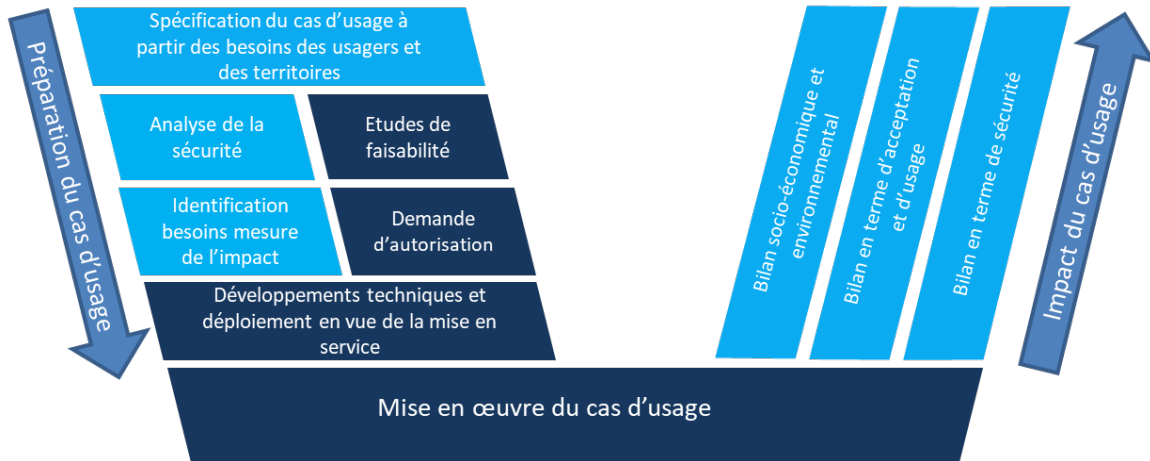 Préparation du cas d'usage
Spécification du cas d'usage à
partir des besoins des usagers et
des territoires
Analyse de la
sécurité
Etudes de
faisabilité
Identification
besoins mesure
de l'impact
Demande
d'autorisation
Développements techniques et
déploiement en vue de la mise en
service
Mise en œuvre du cas d'usage
Bilan socio-économique et
environnemental
Bilan en terme d'acceptation
et d'usage
Bilan en terme de sécurité
Impact du cas d'usage